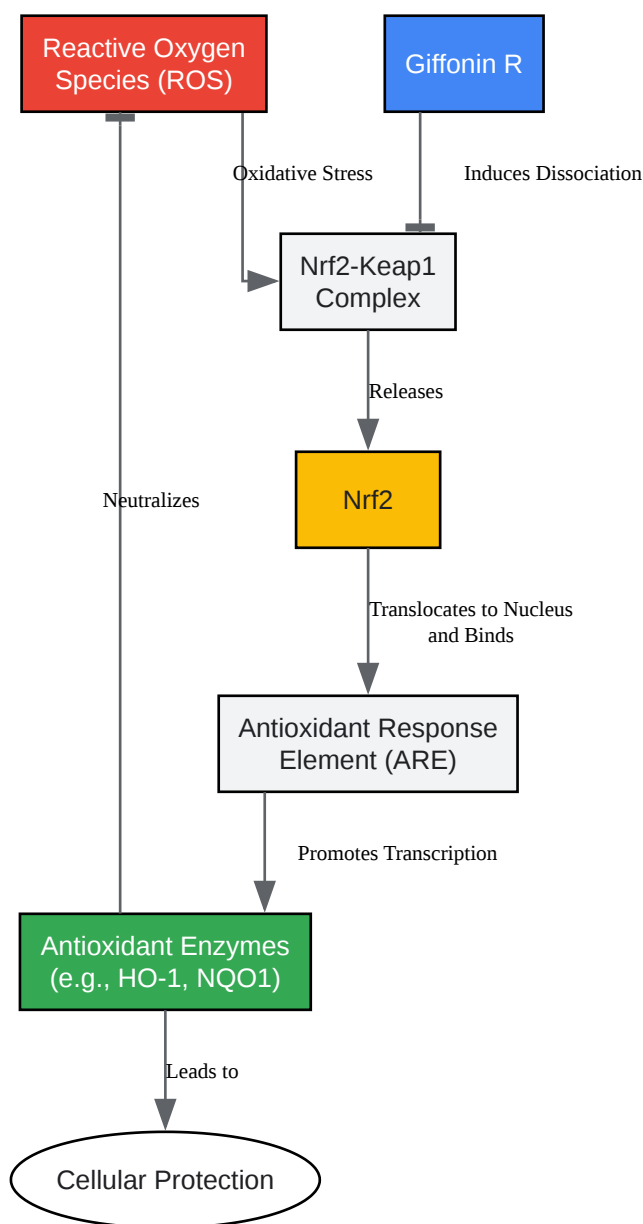 Reactive Oxygen
Species (ROS)
Giffonin R
Oxidative Stress
Induces Dissociation
Nrf2-Keap1
Complex
Releases
Nrf2
Neutralizes
Translocates to Nucleus
and Binds
Antioxidant Response
Element (ARE)
Promotes Transcription
Antioxidant Enzymes
(e.g., HO-1, NQO1)
Leads to
Cellular Protection